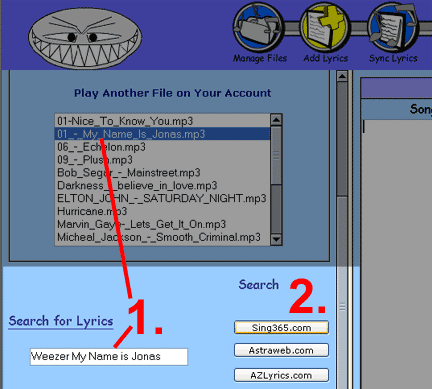 Manage Files
Add Lyrics
Sync Lyrics
Play Another File on Your Account
Son
01-Nice_To_Know_You.mp3
01_-_My_Name_Is_Jonas.mp3
06_-_Echelon.mp3
09_-_Plush.mp3
Bob_Seger_-_Mainstreet.mp3
Darkness_-_believe_in_love.mp3
ELTON_JOHN_-_SATURDAY_NIGHT.mp3
Hurricane.mp3
Marvin_Gaye-_Lets_Get_It_On.mp3
Micheal_Jackson_-_Smooth_Criminal.mp3
Search
1.
2.
Search for Lyrics
Sing365.com
Weezer My Name is Jonas
Astraweb.com
AZLyrics.com